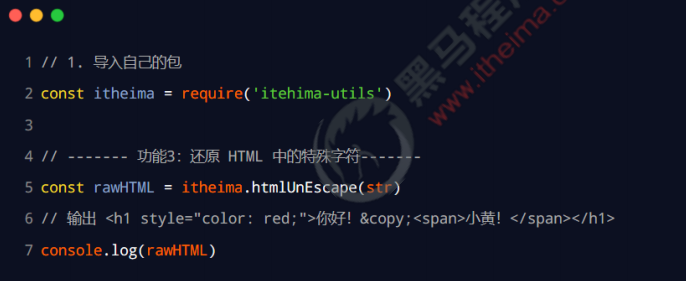 1 // 1. 导入自己的包
2 const itheima = require('itehima-utils')
3
4 // ------- 功能3：还原 HTML 中的特殊字符-------
5 const rawHTML = itheima.htmlUnEscape(str)
6 // 输出 <h1 style="color: red;">你好！&copy;<span>小黄！</span></h1>
7 console.log(rawHTML)
黑马程
www.itheima.c